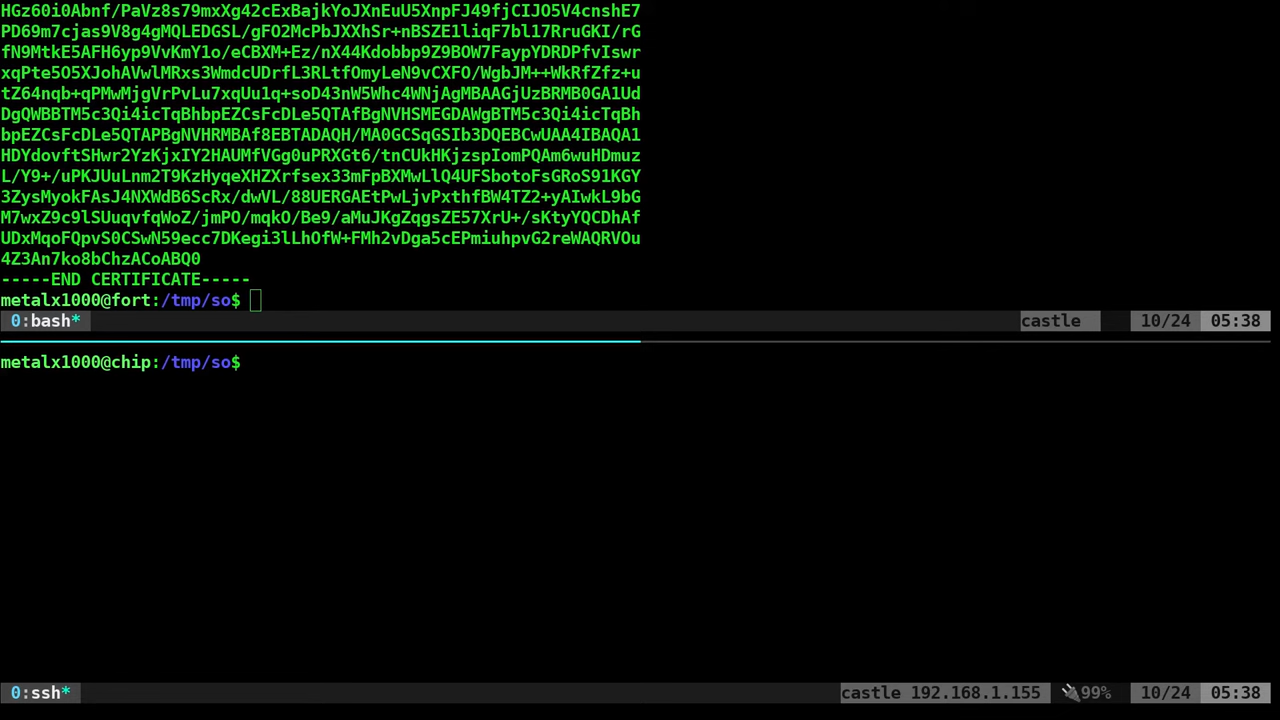 HGz60i0Abnf/PaVz8s79mxXg42cExBajkYoJXnEuU5XnpFJ49fjCIJO5V4cnshE7
PD69m7cjas9V8g4gMQLEDGSL/gFO2McPbJXXhSr+nBSZE1liqF7bl17RruGKI/rG
fN9MtkE5AFH6yp9VvKmY1o/eCBXM+Ez/nX44Kdobbp9Z9BOW7FaypYDRDPfvIswr
xqPte5O5XJohAVwlMRxs3WmdcUDrfL3RLtfOmyLeN9vCXFO/WgbJM++WkRfZfz+u
tZ64nqb+qPMwMjgVrPvLu7xqUu1q+soD43nW5Whc4WNjAgMBAAGjUzBRMB0GA1Ud
DgQWBBTM5c3Qi4icTqBhbpEZCsFcDLe5QTAfBgNVHSMEGDAWgBTM5c3Qi4icTqBh
bpEZCsFcDLe5QTAPBgNVHRMBAf8EBTADAQH/MA0GCSqGSIb3DQEBCwUAA4IBAQA1
HDYdovftSHwr2YzKjxIY2HAUMfVGg0uPRXGt6/tnCUkHKjzspIomPQAm6wuHDmuz
L/Y9+/uPKJUuLnm2T9KzHyqeXHZXrfsex33mFpBXMwLlQ4UFSbotoFsGRoS91KGY
3ZysMyokFAsJ4NXWdB6ScRx/dwVL/88UERGAEtPwLjvPxthfBW4TZ2+yAIwkL9bG
M7wxZ9c9lSUuqvfqWoZ/jmPO/mqkO/Be9/aMuJKgZqgsZE57XrU+/sKtyYQCDhAf
UDxMqoFQpvS0CSwN59ecc7DKegi3lLhOfW+FMh2vDga5cEPmiuhpvG2reWAQRVOu
4Z3An7ko8bChzACoABQ0
-----END CERTIFICATE-----
metalx1000@fort:/tmp/so$
0:bash* castle 10/24 05:38
metalx1000@chip:/tmp/so$
0:ssh* castle 192.168.1.155 🔌99% 10/24 05:38